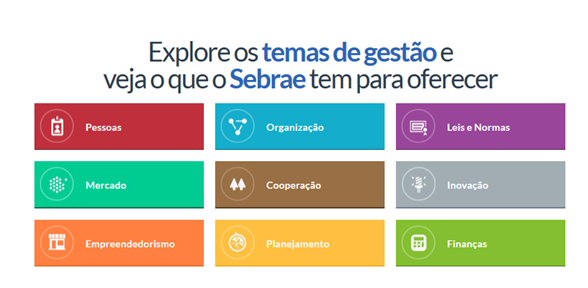 Explore os temas de gestão e
veja o que o Sebrae tem para oferecer
Pessoas
Organização
Leis e Normas
Mercado
Cooperação
Inovação
Empreendedorismo
Planejamento
Finanças